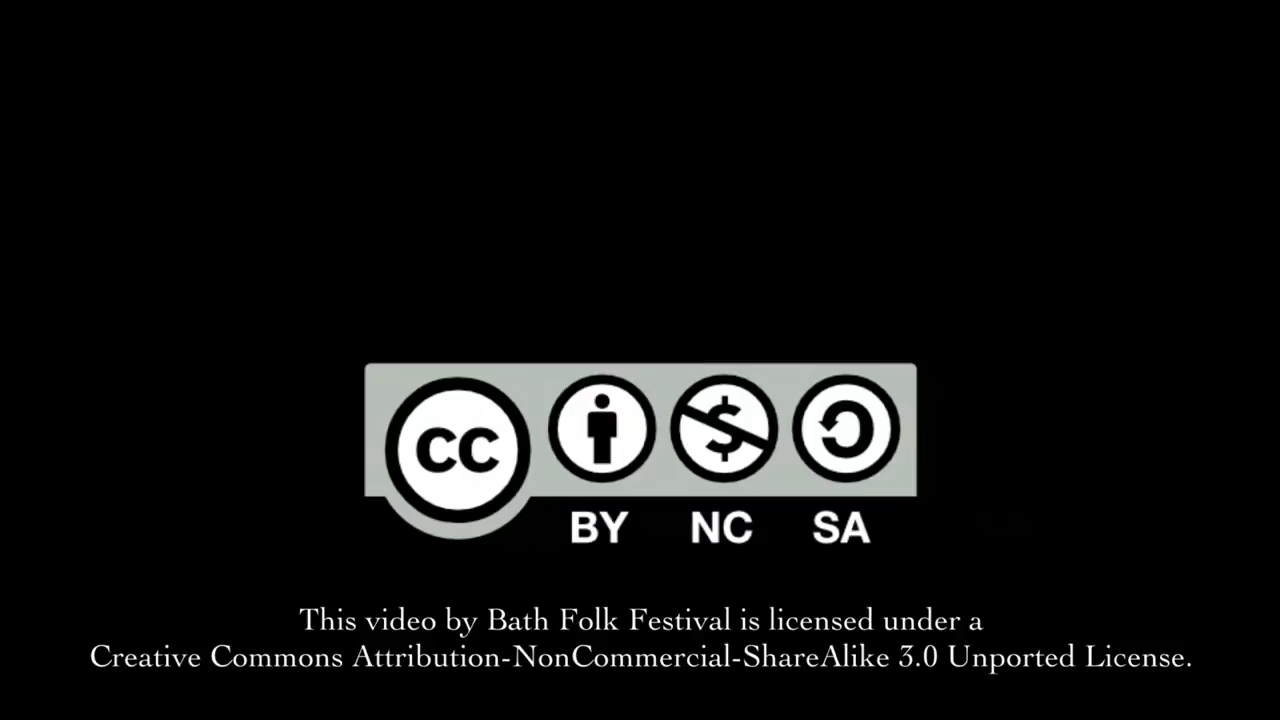 CC
BY NC SA
This video by Bath Folk Festival is licensed under a
Creative Commons Attribution-NonCommercial-ShareAlike 3.0 Unported License.